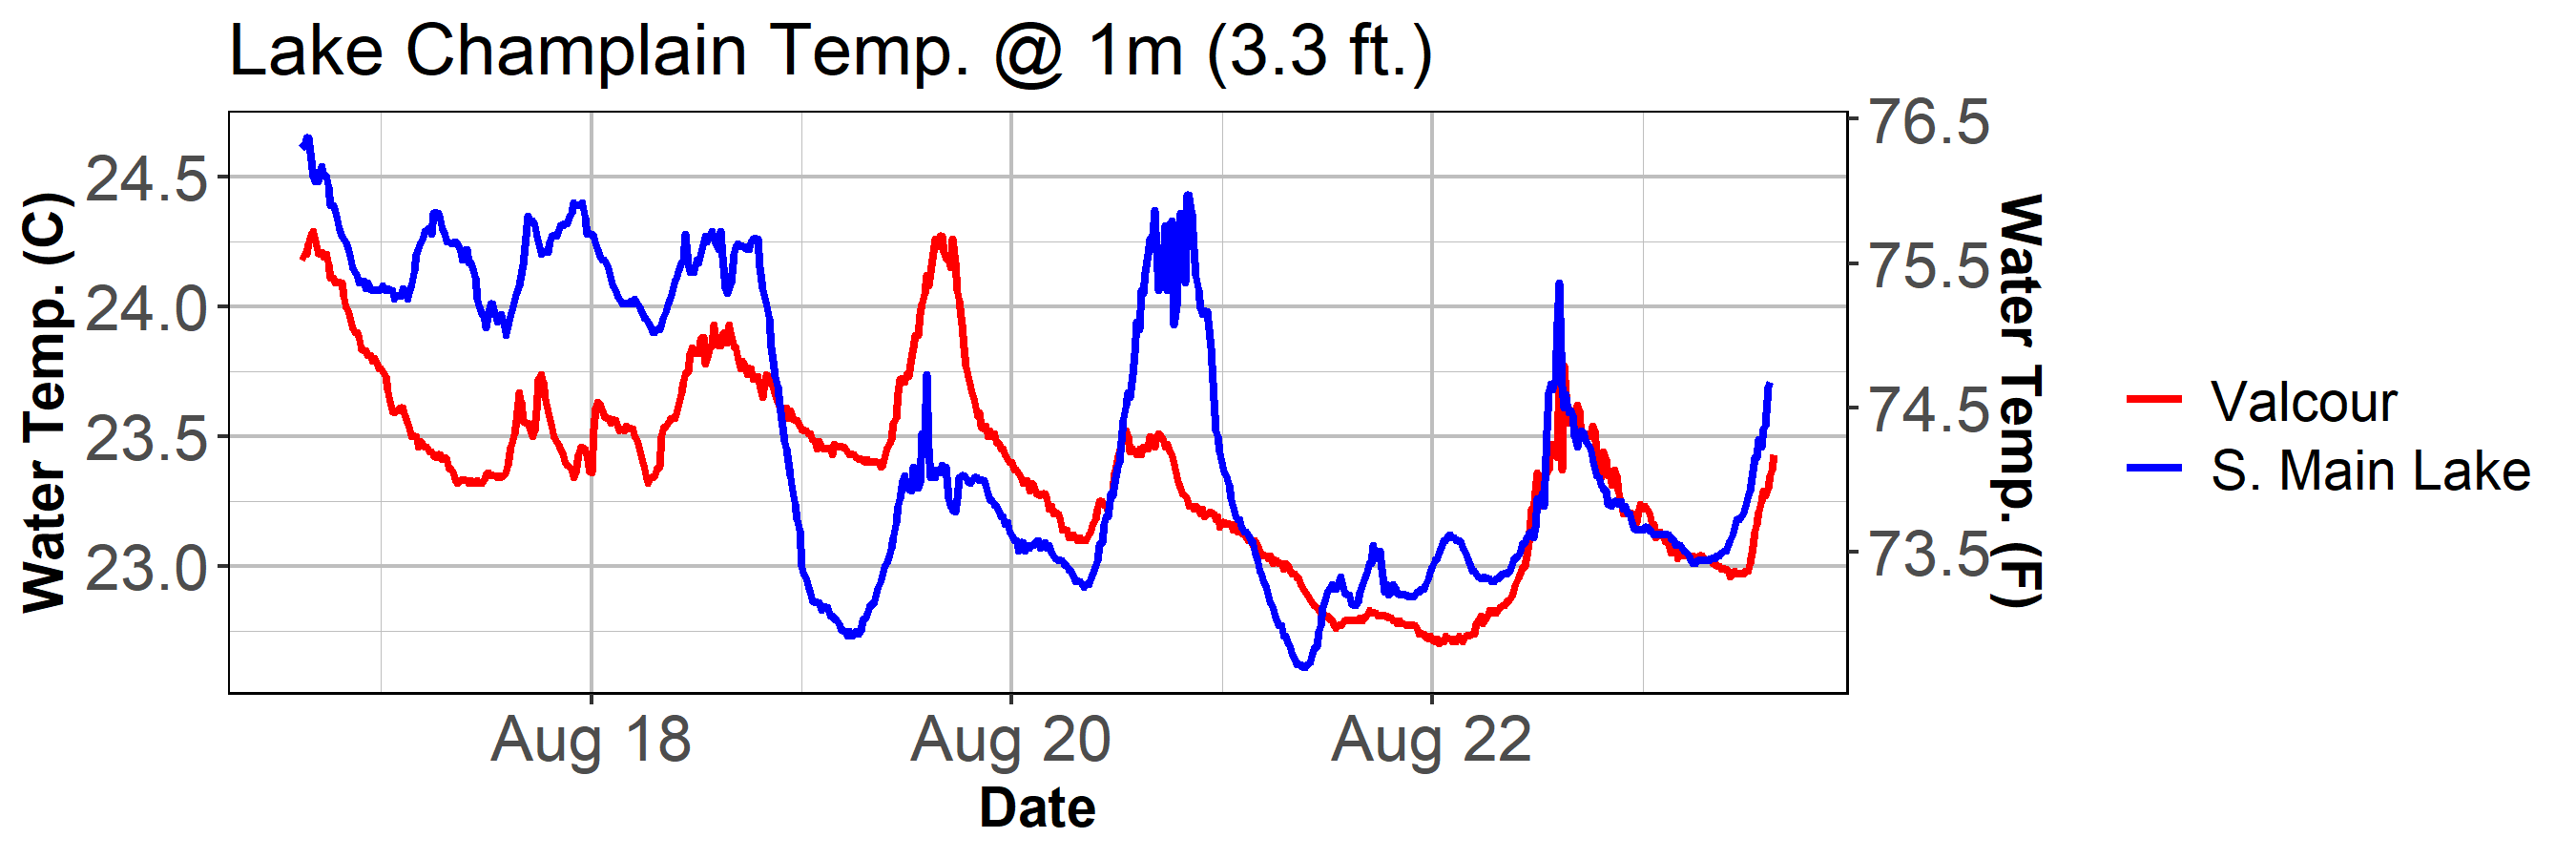 Lake Champlain Temp. @ 1m (3.3 ft.)
Water Temp. (C)
24.5
24.0
23.5
23.0
76.5
75.5
74.5
73.5
Water Temp. (F)
Valcour
S. Main Lake
Aug 18
Aug 20
Aug 22
Date